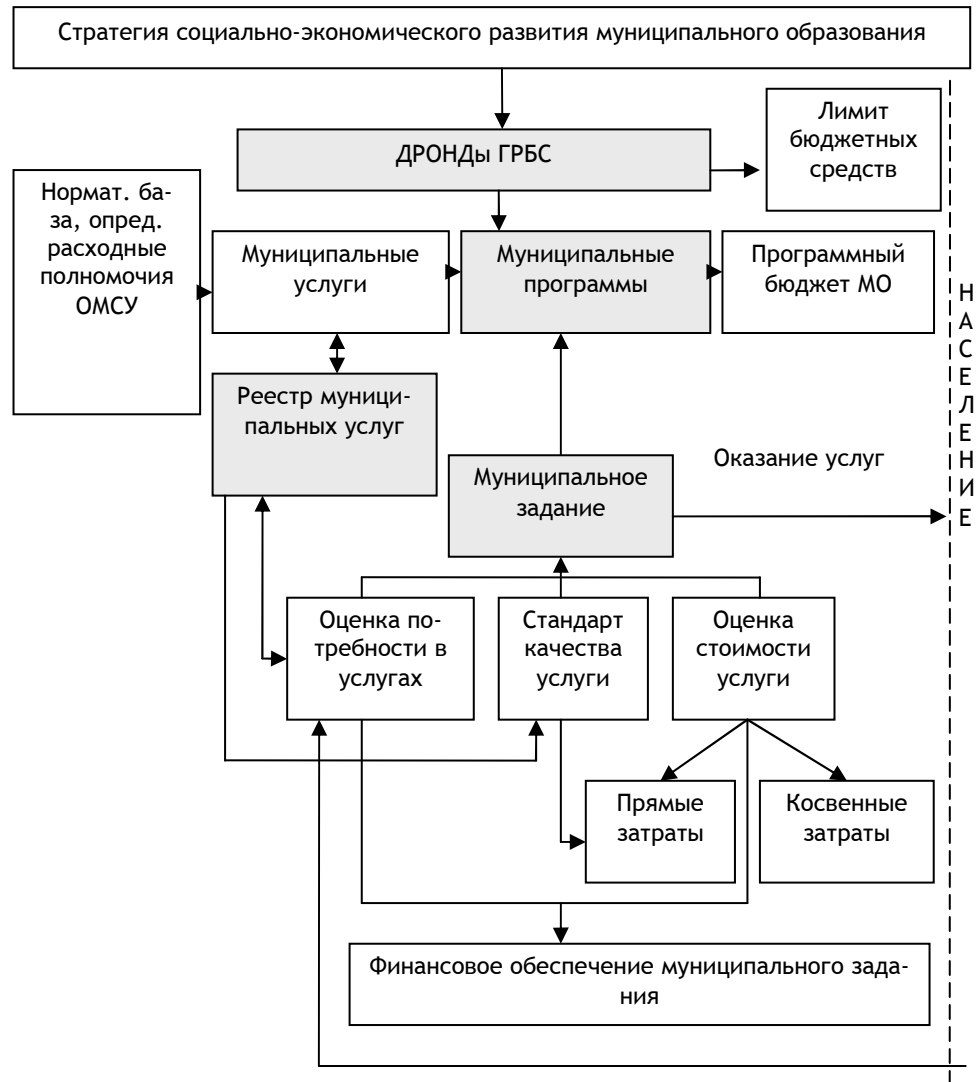 Стратегия социально-экономического развития муниципального образования
ДРОНДы ГРБС
Лимит
бюджетных
средств
Нормат. ба-
за, опред.
расходные
полномочия
ОМСУ
Муниципальные
услуги
Муниципальные
программы
Программный
бюджет МО
Н
А
С
Е
Л
Е
Н
И
Е
Реестр муници-
пальных услуг
Муниципальное
задание
Оказание услуг
Оценка по-
требности в
услугах
Стандарт
качества
услуги
Оценка
стоимости
услуги
Прямые
затраты
Косвенные
затраты
Финансовое обеспечение муниципального зада-
ния